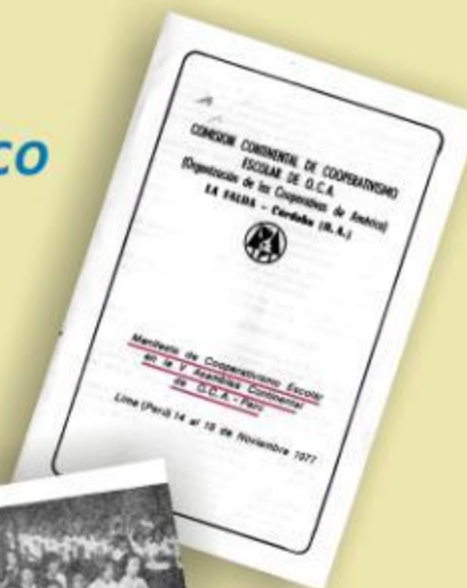 CO
COMISION CONTINENTAL DE COOPERATIVISMO
ESCOLAR DE O.C.A.
(Organización de las Cooperativas de América)
LA FALDA - Cordoba (R. A.)
Manifiesto de Cooperativismo Escolar
en la V Asamblea Continental
de O.C.A. - Perú
Lima (Perú) 14 al 18 de Noviembre 1977